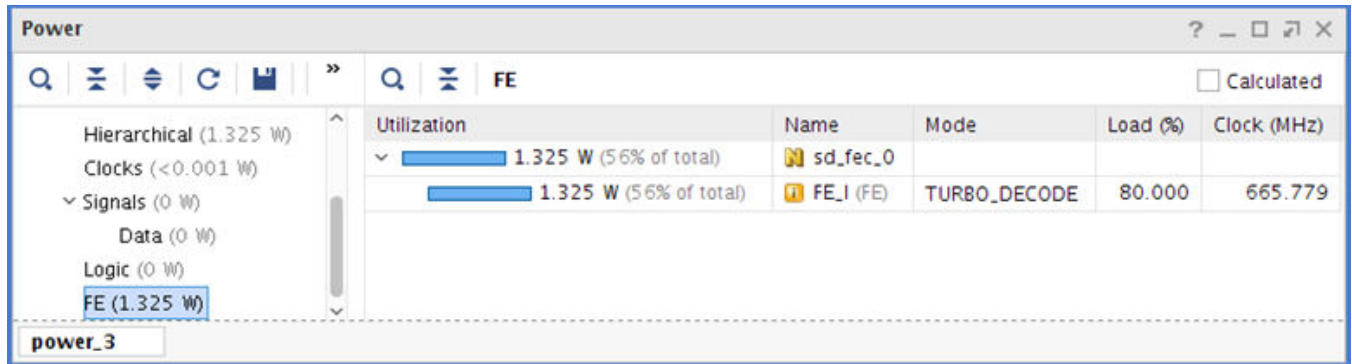 Power
FE
Calculated
Hierarchical (1.325 W)
Clocks (<0.001 W)
Signals (0 W)
Data (0 W)
Logic (0 W)
FE (1.325 W)
Utilization Name Mode Load (%) Clock (MHz)
1.325 W (56% of total) sd_fec_0
1.325 W (56% of total) FE_I (FE) TURBO_DECODE 80.000 665.779
power_3